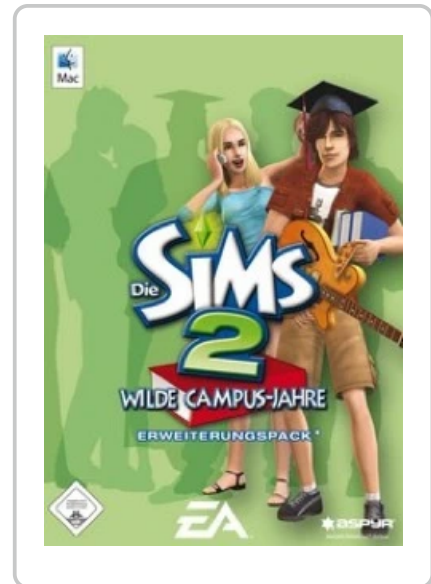 Mac
Die
SIMS
2
WILDE CAMPUS-JAHRE
ERWEITERUNGSPACK*
EA
ASPYR